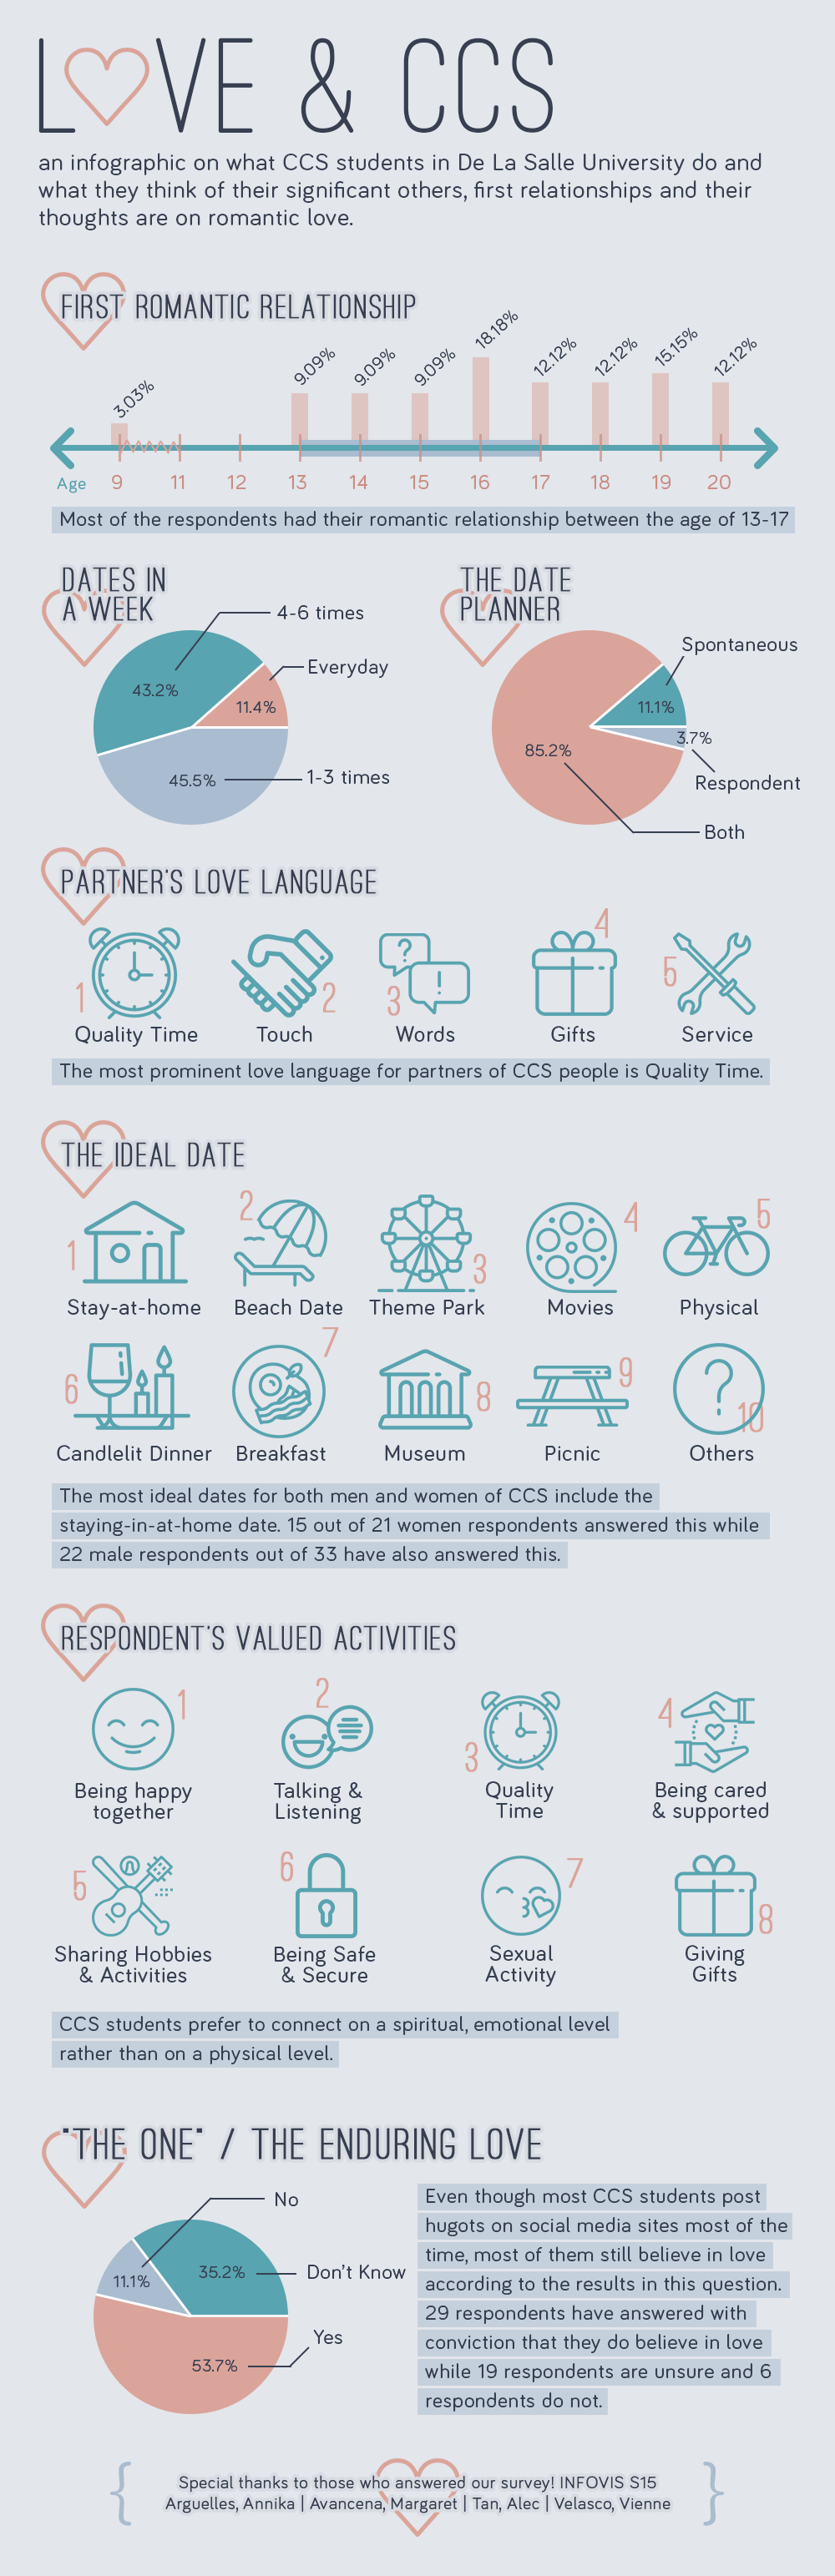 LOVE & CCS
an infographic on what CCS students in De La Salle University do and
what they think of their significant others, first relationships and their
thoughts are on romantic love.
FIRST ROMANTIC RELATIONSHIP
3.03% 9.09% 9.09% 9.09% 18.18% 12.12% 12.12% 15.15% 12.12%
Age 9 11 12 13 14 15 16 17 18 19 20
Most of the respondents had their romantic relationship between the age of 13-17
DATES IN
A WEEK
4-6 times
Everyday
43.2%
11.4%
45.5%
1-3 times
THE DATE
PLANNER
Spontaneous
11.1%
3.7%
85.2%
Respondent
Both
PARTNER'S LOVE LANGUAGE
1 2 3 4 5
Quality Time Touch Words Gifts Service
The most prominent love language for partners of CCS people is Quality Time.
THE IDEAL DATE
1 2 3 4 5
Stay-at-home Beach Date Theme Park Movies Physical
6 7 8 9 10
Candlelit Dinner Breakfast Museum Picnic Others
The most ideal dates for both men and women of CCS include the
staying-in-at-home date. 15 out of 21 women respondents answered this while
22 male respondents out of 33 have also answered this.
RESPONDENT'S VALUED ACTIVITIES
1 2 3 4
Being happy
together
Talking &
Listening
Quality
Time
Being cared
& supported
5 6 7 8
Sharing Hobbies
& Activities
Being Safe
& Secure
Sexual
Activity
Giving
Gifts
CCS students prefer to connect on a spiritual, emotional level
rather than on a physical level.
"THE ONE" / THE ENDURING LOVE
No
35.2%
Don't Know
11.1%
Yes
53.7%
Even though most CCS students post
hugots on social media sites most of the
time, most of them still believe in love
according to the results in this question.
29 respondents have answered with
conviction that they do believe in love
while 19 respondents are unsure and 6
respondents do not.
Special thanks to those who answered our survey! INFOVIS S15
Arguelles, Annika | Avancena, Margaret | Tan, Alec | Velasco, Vienne